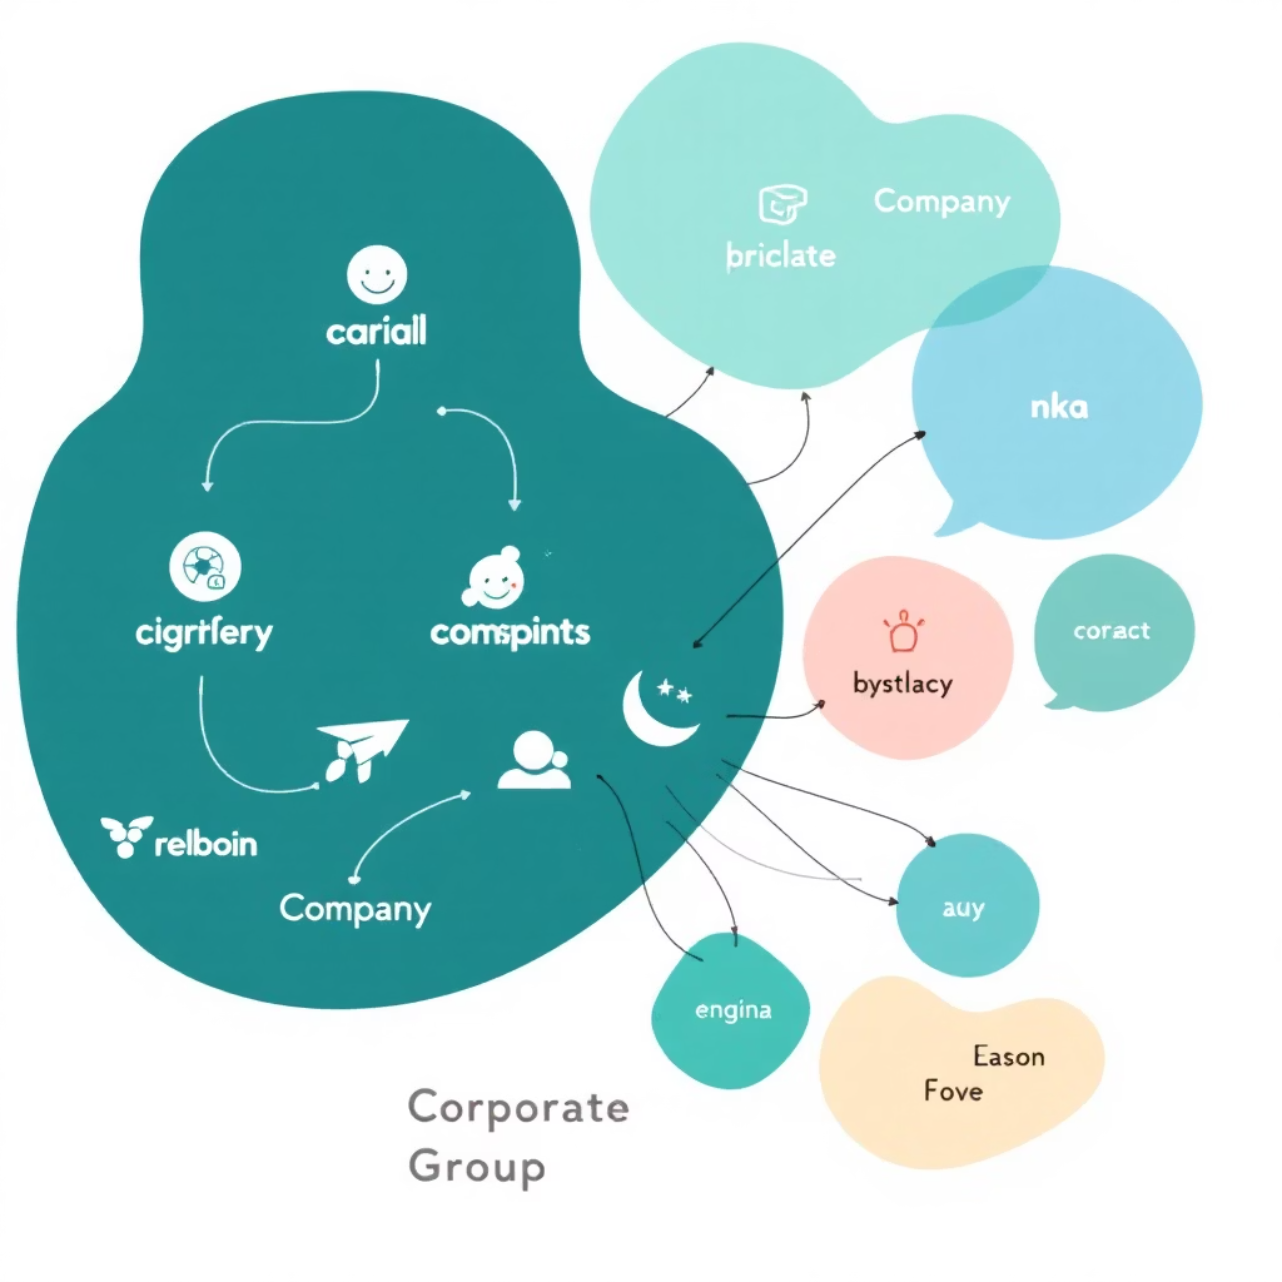 Company
briclate
cariall
nka
cigrtfery
comspints
coract
bystlacy
relboin
Company
auy
engina
Eason
Fove
Corporate
Group